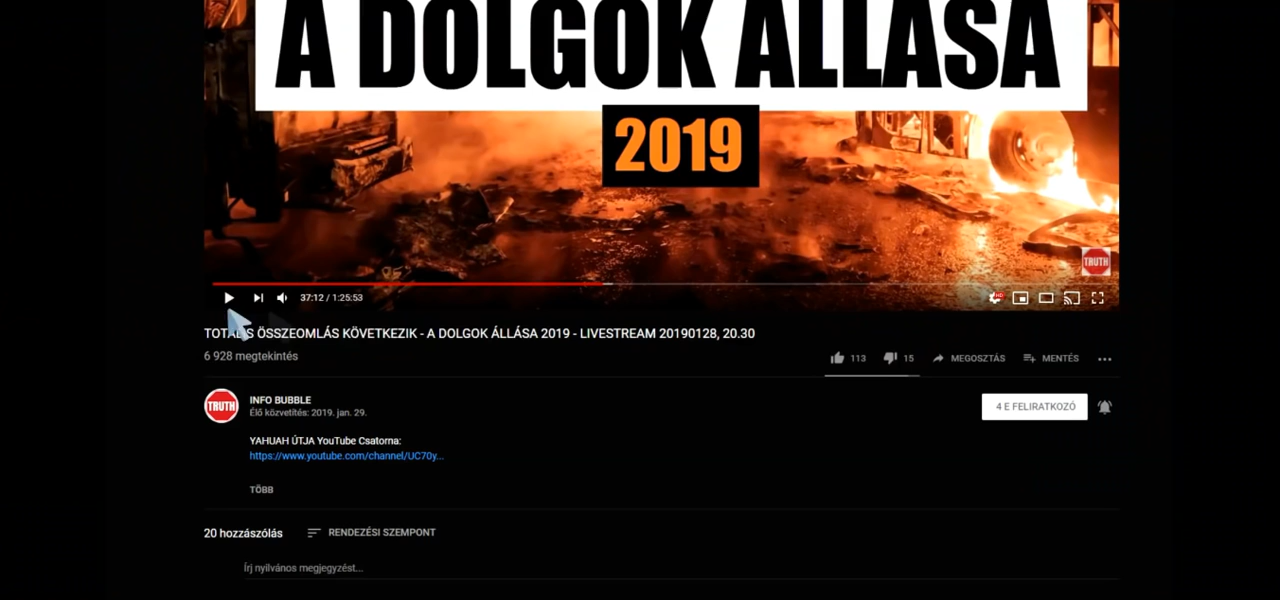 A DOLGOK ÁLLÁSA
2019
TRUTH
HD
37:12 / 1:25:53
TOTÁLIS ÖSSZEOMLÁS KÖVETKEZIK - A DOLGOK ÁLLÁSA 2019 - LIVESTREAM 20190128, 20.30
6 928 megtekintés
113 15 MEGOSZTÁS MENTÉS
TRUTH
INFO BUBBLE
Élő közvetítés: 2019. jan. 29.
4 E FELIRATKOZÓ
YAHUAH ÚTJA YouTube Csatorna:
https://www.youtube.com/channel/UC70y...
TÖBB
20 hozzászólás RENDEZÉSI SZEMPONT
Írj nyilvános megjegyzést...